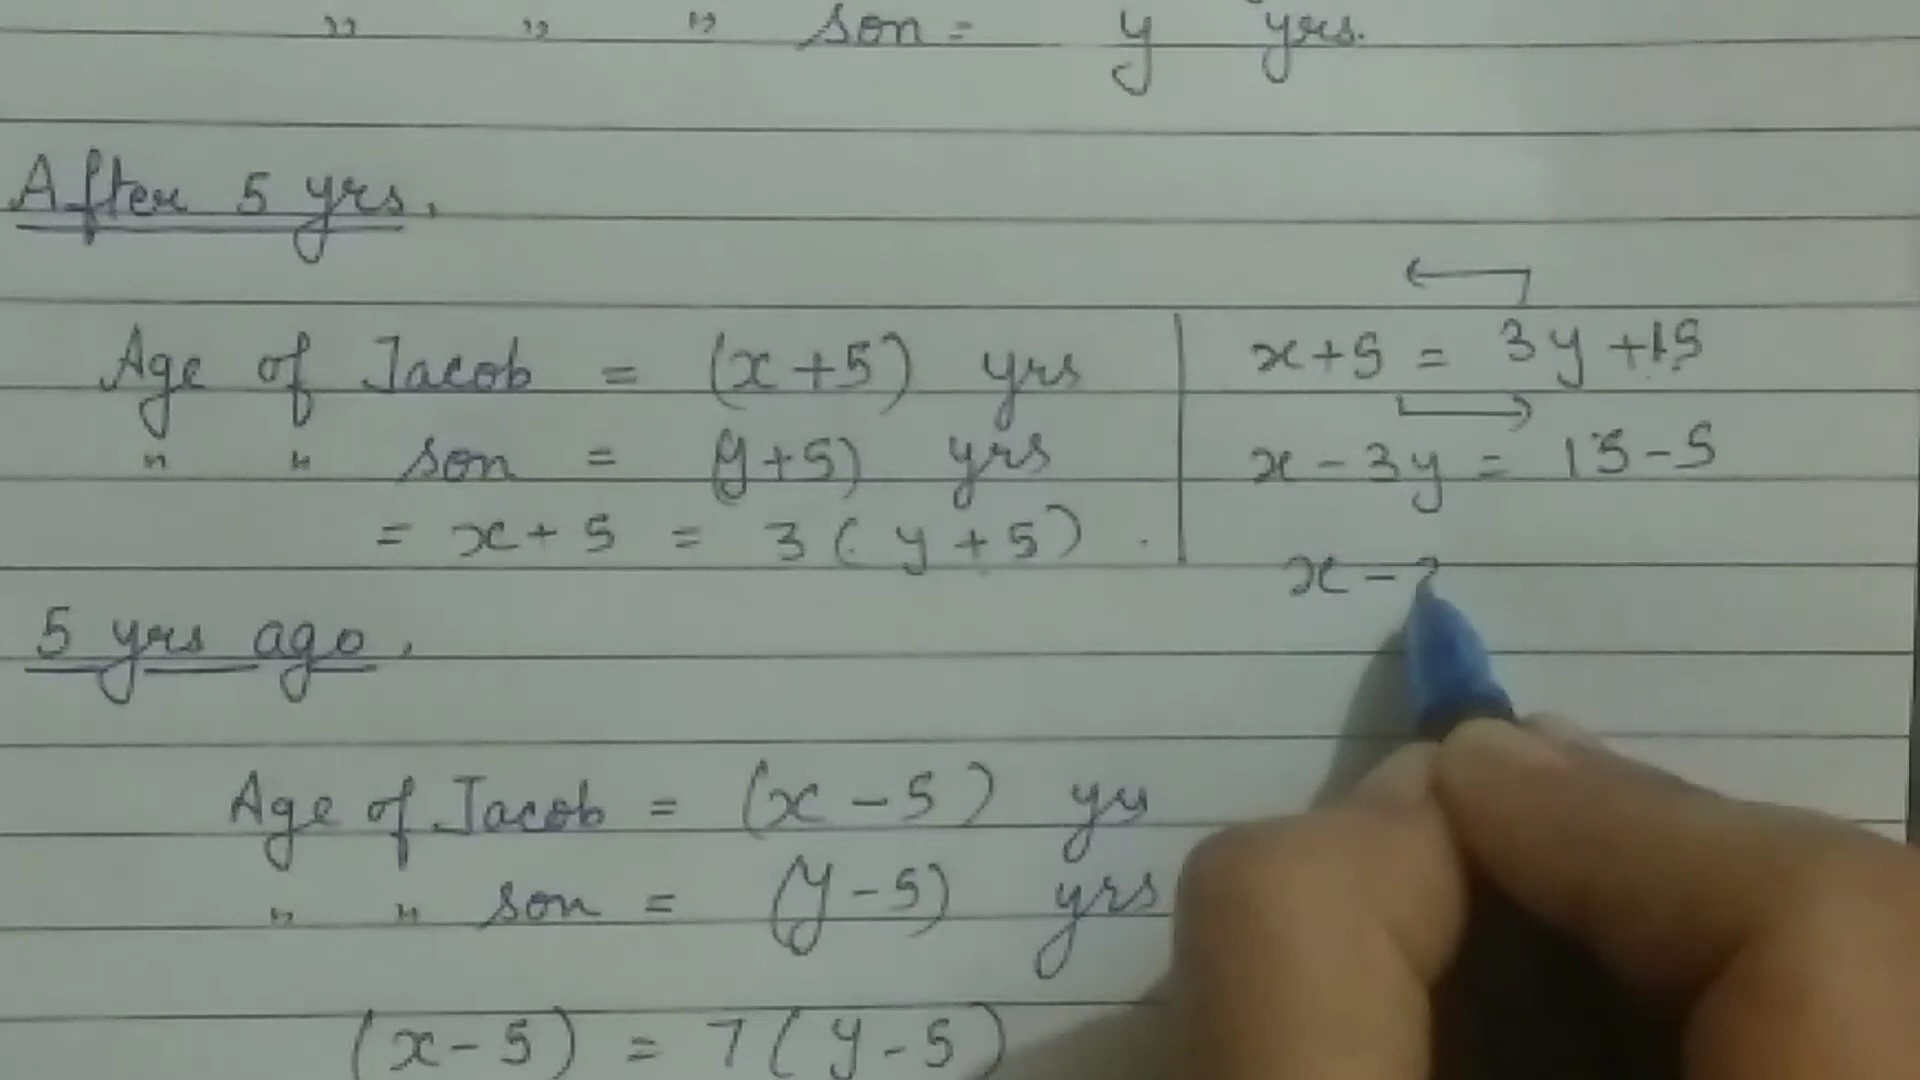 " " " son = y yrs.
After 5 yrs.
Age of Jacob = (x+5) yrs
" " son = (y+5) yrs
= x+5 = 3(y+5).
x+5 = 3y+15
x-3y = 15-5
x-
5 yrs ago.
Age of Jacob = (x-5) yrs
" " son = (y-5) yrs
(x-5) = 7(y-5)